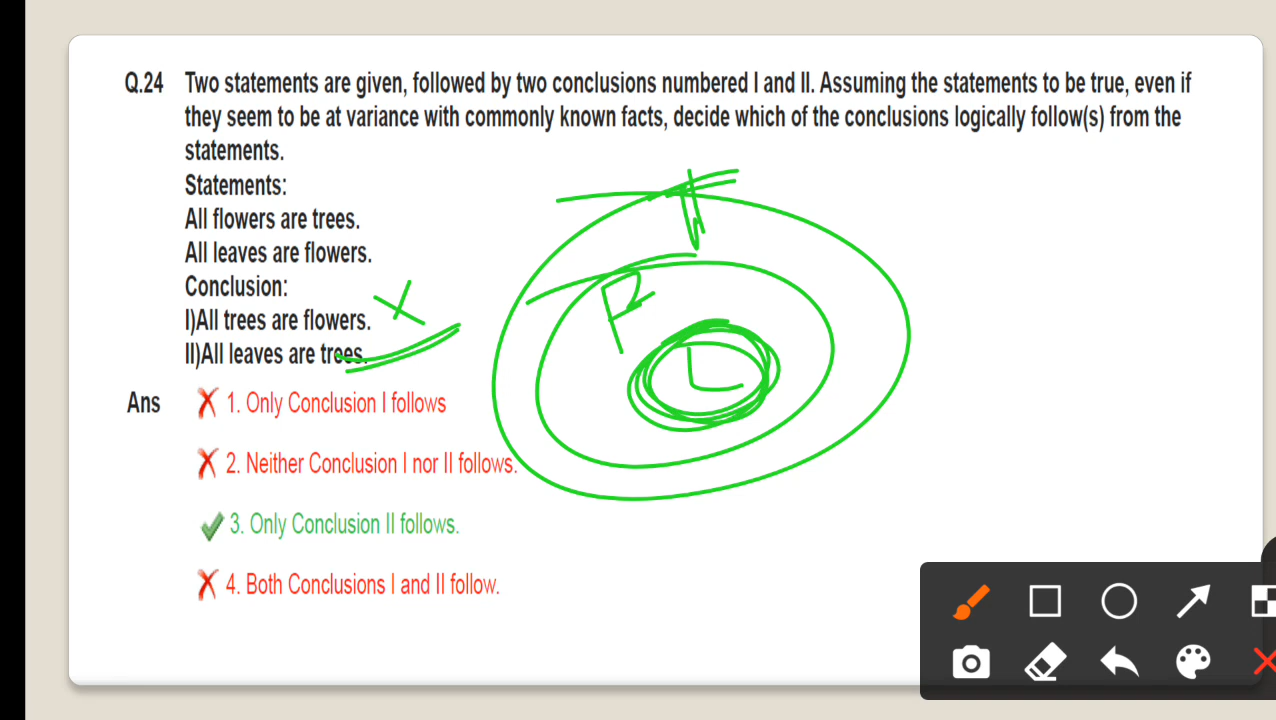 Q.24 Two statements are given, followed by two conclusions numbered I and II. Assuming the statements to be true, even if
they seem to be at variance with commonly known facts, decide which of the conclusions logically follow(s) from the
statements.
Statements:
All flowers are trees.
All leaves are flowers.
Conclusion:
I)All trees are flowers.
II)All leaves are trees.
Ans 1. Only Conclusion I follows
2. Neither Conclusion I nor II follows.
3. Only Conclusion II follows.
4. Both Conclusions I and II follow.
L